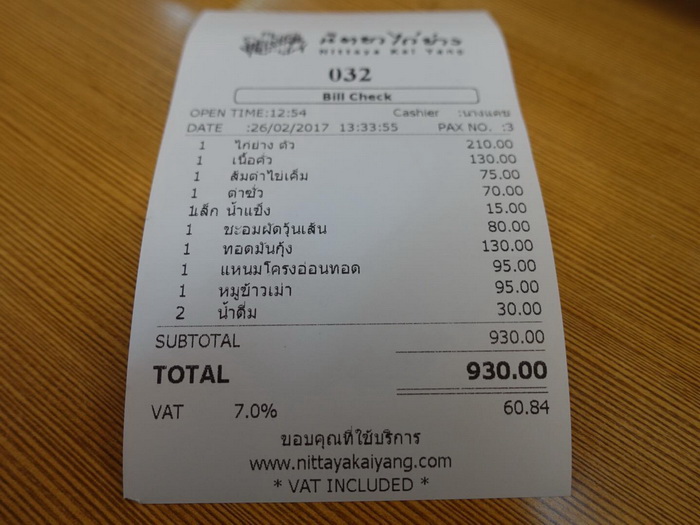 นิตยาไก่ย่าง
Nittaya Kai Yang
032
Bill Check
OPEN TIME:12:54 Cashier :นางแดช
DATE :26/02/2017 13:33:55 PAX NO. :3
1 ไก่ย่าง ตัว 210.00
1 เนื้อคั่ว 130.00
1 ส้มตำไข่เค็ม 75.00
1 ตำซั่ว 70.00
1เล็ก น้ำแข็ง 15.00
1 ชะอมผัดวุ้นเส้น 80.00
1 ทอดมันกุ้ง 130.00
1 แหนมโครงอ่อนทอด 95.00
1 หมูข้าวเม่า 95.00
2 น้ำดื่ม 30.00
SUBTOTAL 930.00
TOTAL 930.00
VAT 7.0% 60.84
ขอบคุณที่ใช้บริการ
www.nittayakaiyang.com
* VAT INCLUDED *